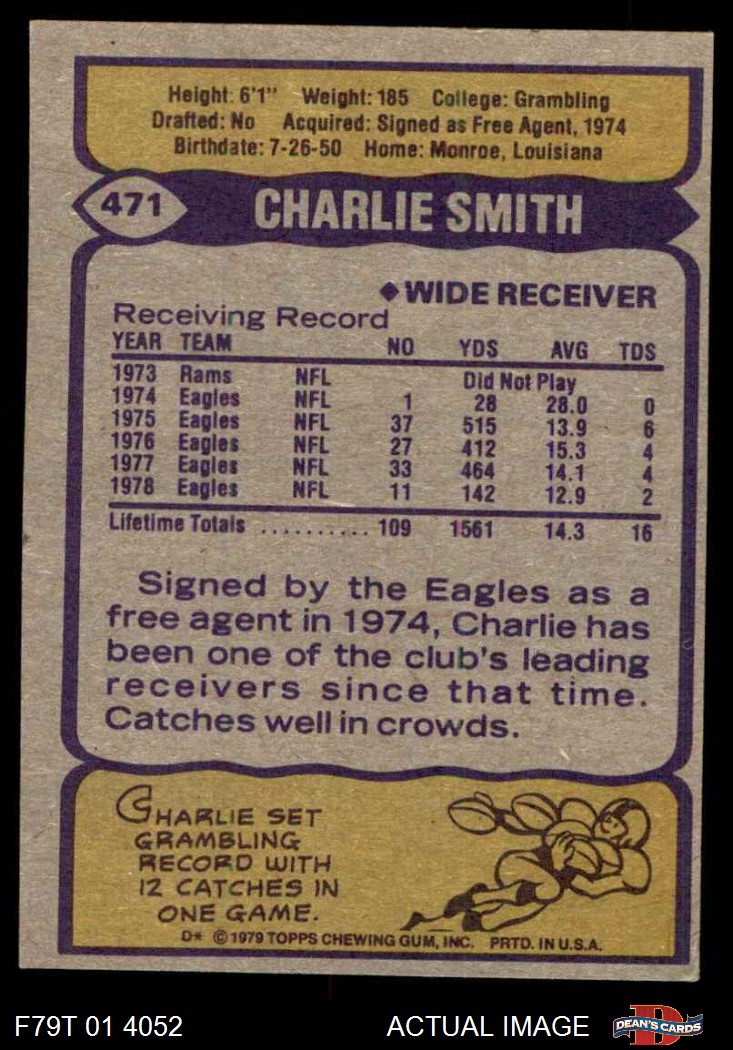 Height: 6'1" Weight: 185 College: Grambling
Drafted: No Acquired: Signed as Free Agent, 1974
Birthdate: 7-26-50 Home: Monroe, Louisiana
471 CHARLIE SMITH
◆WIDE RECEIVER
Receiving Record
YEAR TEAM NO YDS AVG TDS
1973 Rams NFL Did Not Play
1974 Eagles NFL 1 28 28.0 0
1975 Eagles NFL 37 515 13.9 6
1976 Eagles NFL 27 412 15.3 4
1977 Eagles NFL 33 464 14.1 4
1978 Eagles NFL 11 142 12.9 2
Lifetime Totals .......... 109 1561 14.3 16
Signed by the Eagles as a
free agent in 1974, Charlie has
been one of the club's leading
receivers since that time.
Catches well in crowds.
CHARLIE SET
GRAMBLING
RECORD WITH
12 CATCHES IN
ONE GAME.
D* © 1979 TOPPS CHEWING GUM, INC. PRTD. IN U.S.A.
F79T 01 4052 ACTUAL IMAGE D DEAN'S CARDS